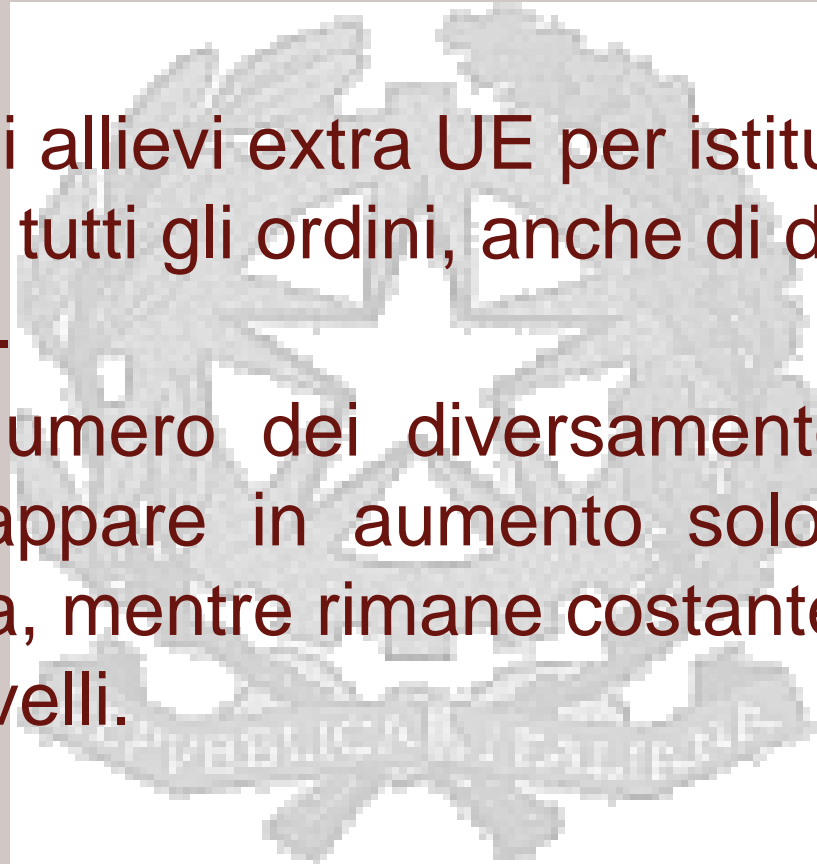 i allievi extra UE per istitu
tutti gli ordini, anche di d
-
umero dei diversament
appare in aumento solo
a, mentre rimane costante
velli.